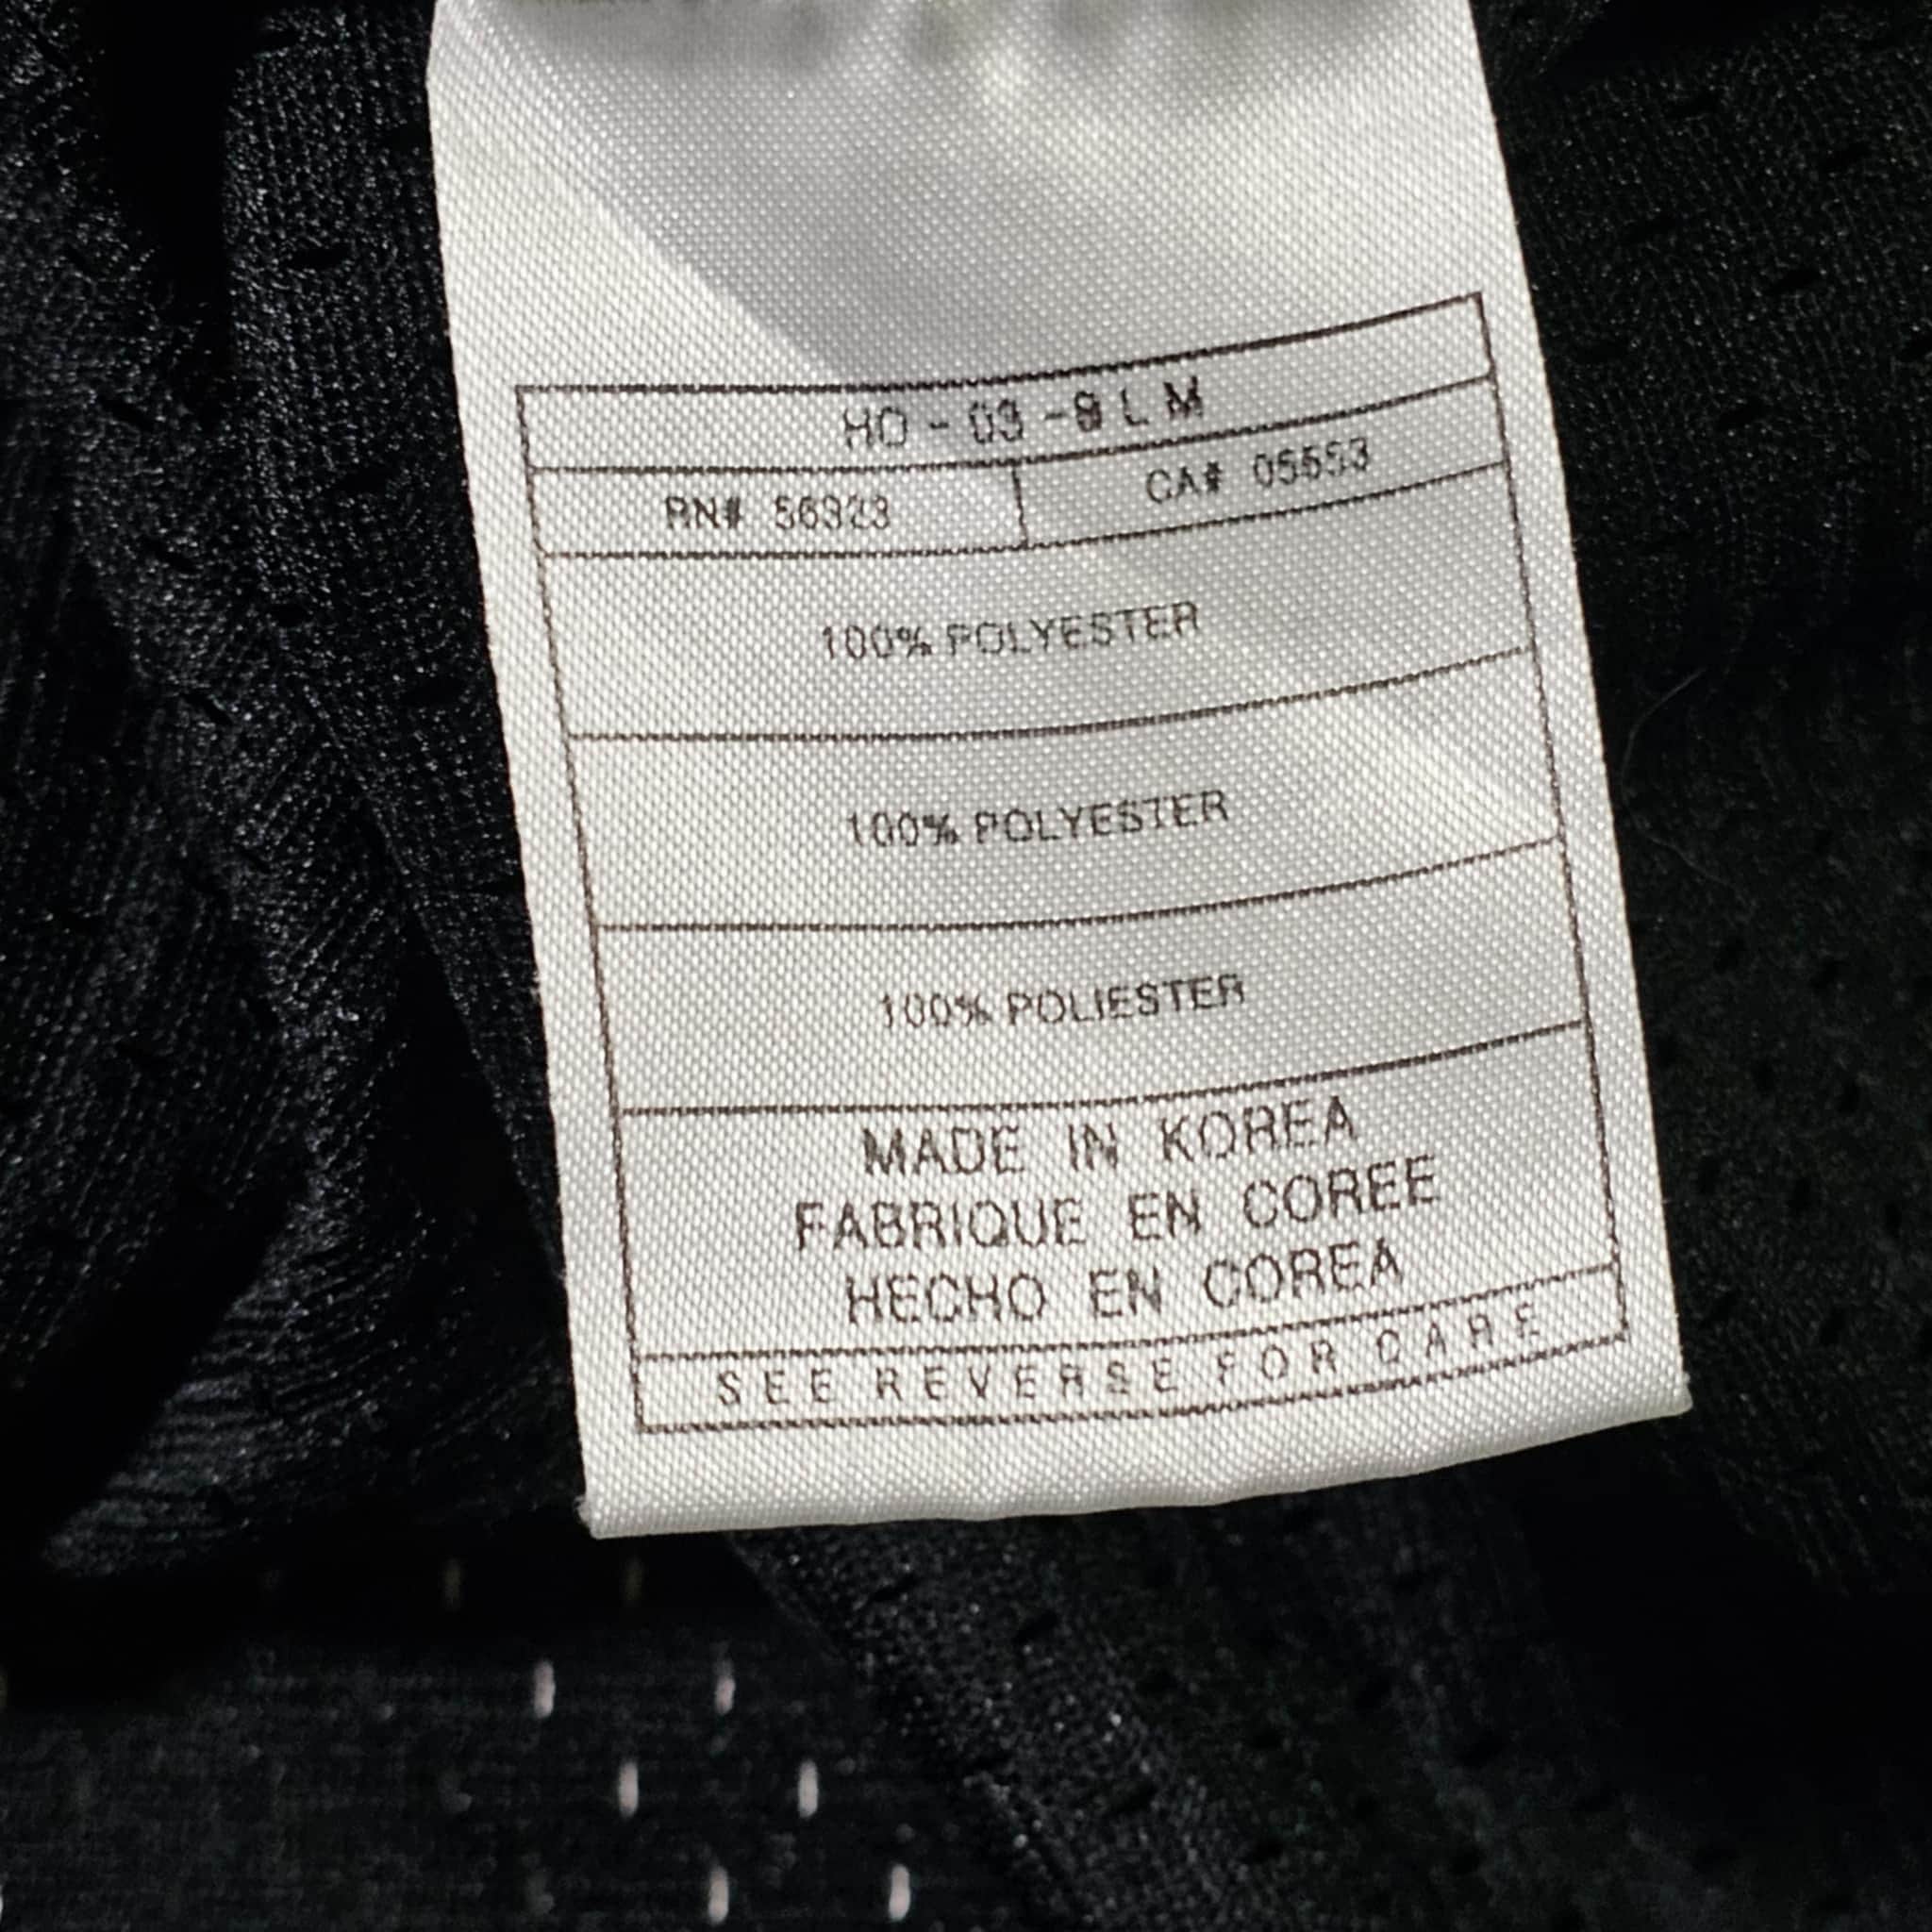 HO - 03 - 8 L M
RN# 56323 CA# 05553
100% POLYESTER
100% POLYESTER
100% POLIESTER
MADE IN KOREA
FABRIQUE EN COREE
HECHO EN COREA
SEE REVERSE FOR CARE